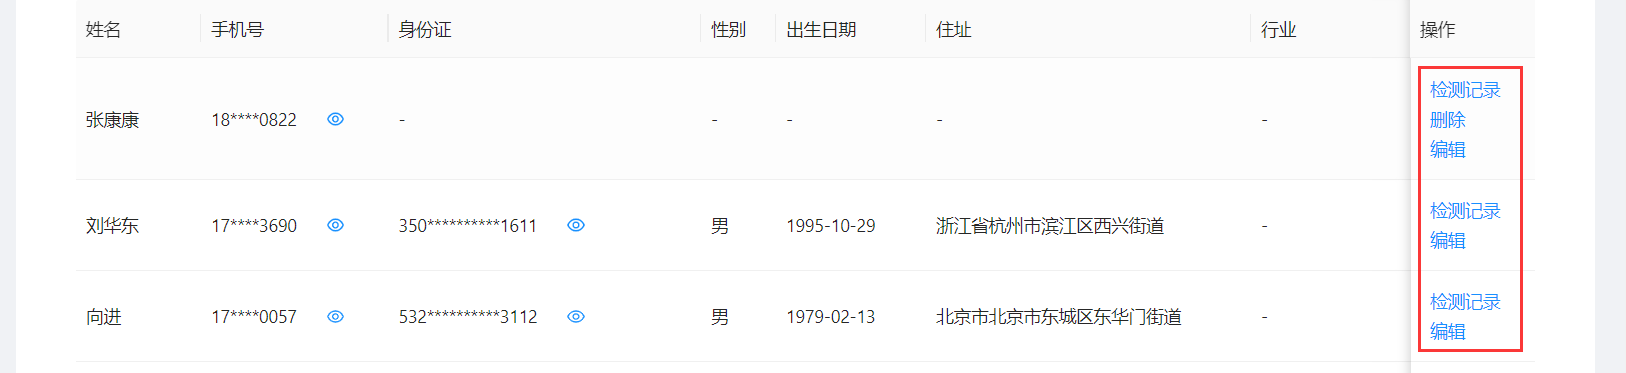 姓名 手机号 身份证 性别 出生日期 住址 行业 操作
张康康 18****0822 - - - - - 检测记录
删除
编辑
刘华东 17****3690 350**********1611 男 1995-10-29 浙江省杭州市滨江区西兴街道 - 检测记录
编辑
向进 17****0057 532**********3112 男 1979-02-13 北京市北京市东城区东华门街道 - 检测记录
编辑